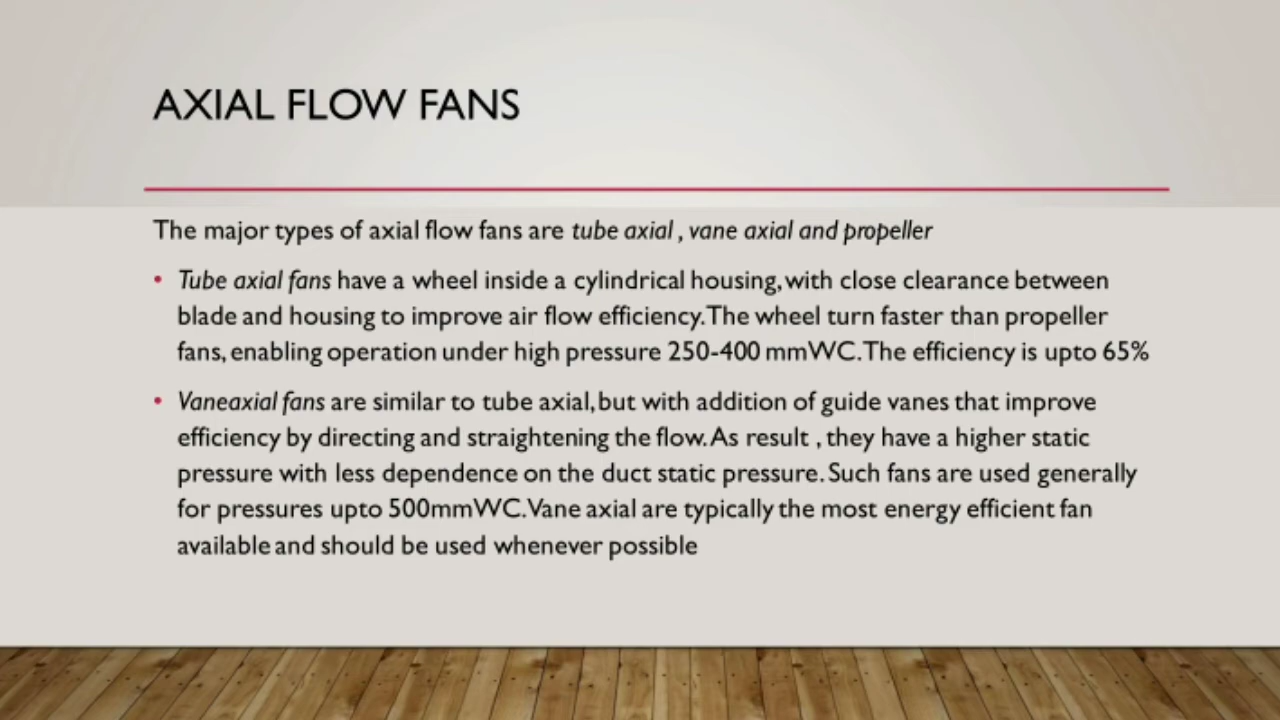 AXIAL FLOW FANS
The major types of axial flow fans are tube axial , vane axial and propeller
• Tube axial fans have a wheel inside a cylindrical housing, with close clearance between
blade and housing to improve air flow efficiency. The wheel turn faster than propeller
fans, enabling operation under high pressure 250-400 mmWC. The efficiency is upto 65%
• Vaneaxial fans are similar to tube axial, but with addition of guide vanes that improve
efficiency by directing and straightening the flow. As result , they have a higher static
pressure with less dependence on the duct static pressure. Such fans are used generally
for pressures upto 500mmWC. Vane axial are typically the most energy efficient fan
available and should be used whenever possible